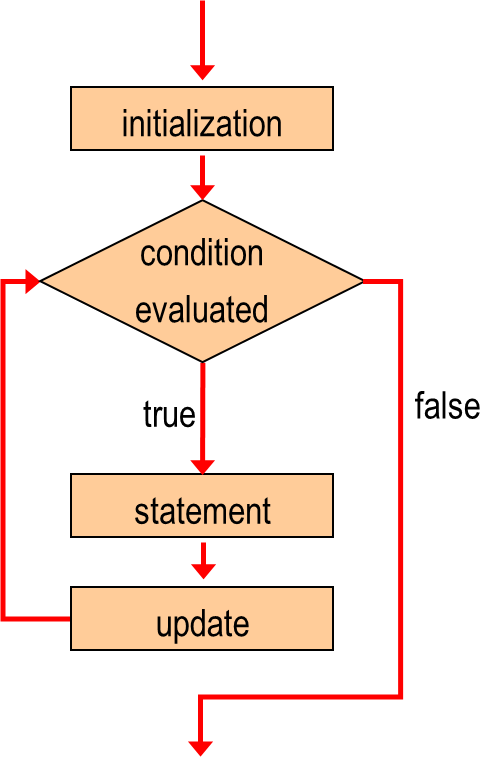 initialization
condition
evaluated
true
false
statement
update